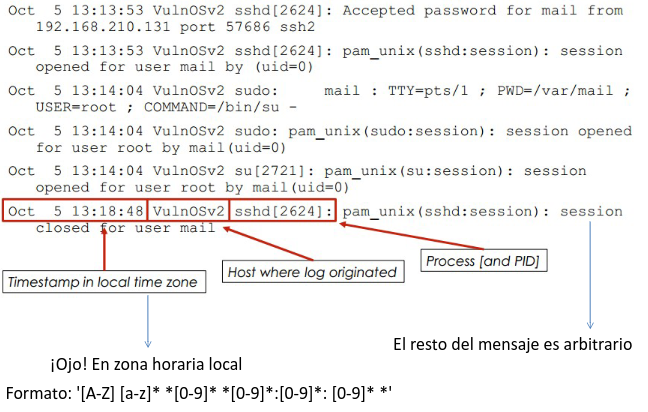 Oct  5 13:13:53 VulnOSv2 sshd[2624]: Accepted password for mail from
192.168.210.131 port 57686 ssh2
Oct  5 13:13:53 VulnOSv2 sshd[2624]: pam_unix(sshd:session): session
opened for user mail by (uid=0)
Oct  5 13:14:04 VulnOSv2 sudo:     mail : TTY=pts/1 ; PWD=/var/mail ;
USER=root ; COMMAND=/bin/su -
Oct  5 13:14:04 VulnOSv2 sudo: pam_unix(sudo:session): session opened
for user root by mail(uid=0)
Oct  5 13:14:04 VulnOSv2 su[2721]: pam_unix(su:session): session
opened for user root by mail(uid=0)
Oct  5 13:18:48 VulnOSv2 sshd[2624]: pam_unix(sshd:session): session
closed for user mail
Process [and PID]
Host where log originated
Timestamp in local time zone
El resto del mensaje es arbitrario
¡Ojo! En zona horaria local
Formato: '[A-Z] [a-z]* *[0-9]* *[0-9]*:[0-9]*: [0-9]* *'